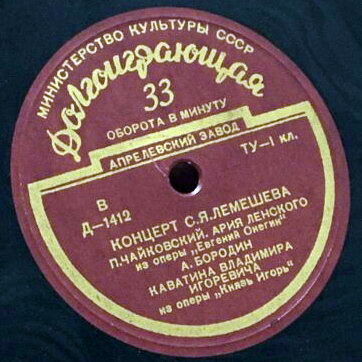 МИНИСТЕРСТВО КУЛЬТУРЫ СССР
Долгоиграющая
33
ОБОРОТА В МИНУТУ
АПРЕЛЕВСКИЙ ЗАВОД
ТУ-I КЛ.
В
Д-1412
КОНЦЕРТ С.Я.ЛЕМЕШЕВА
П.ЧАЙКОВСКИЙ. АРИЯ ЛЕНСКОГО
из оперы „Евгений Онегин"
А. БОРОДИН
КАВАТИНА ВЛАДИМИРА
ИГОРЕВИЧА
из оперы „Князь Игорь"